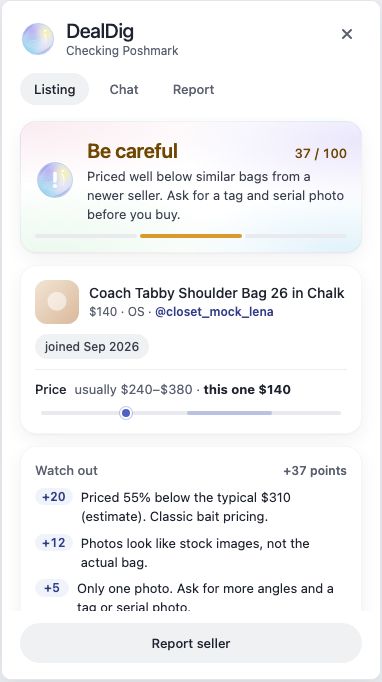 DealDig
Checking Poshmark
Listing Chat Report
Be careful 37 / 100
Priced well below similar bags from a
newer seller. Ask for a tag and serial photo
before you buy.
Coach Tabby Shoulder Bag 26 in Chalk
$140 · OS · @closet_mock_lena
joined Sep 2026
Price usually $240–$380 · this one $140
Watch out +37 points
+20 Priced 55% below the typical $310
(estimate). Classic bait pricing.
+12 Photos look like stock images, not the
actual bag.
+5 Only one photo. Ask for more angles and a
tag or serial photo.
Report seller